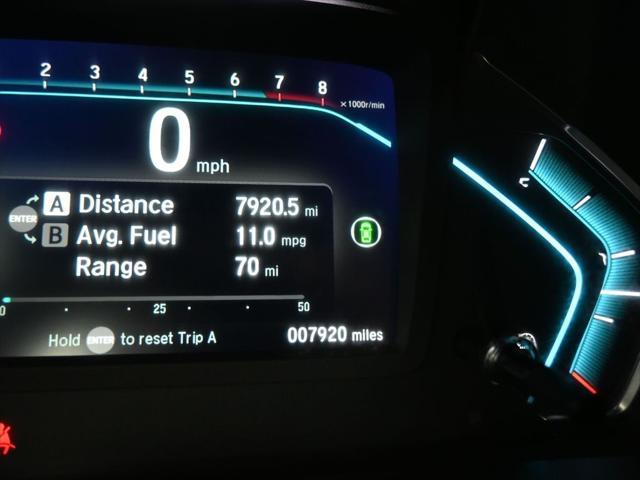 2 3 4 5 6 7 8
×1000r/min
0 mph
ENTER
A Distance 7920.5 mi
B Avg. Fuel 11.0 mpg
Range 70 mi
0 25 50
Hold ENTER to reset Trip A 007920 miles